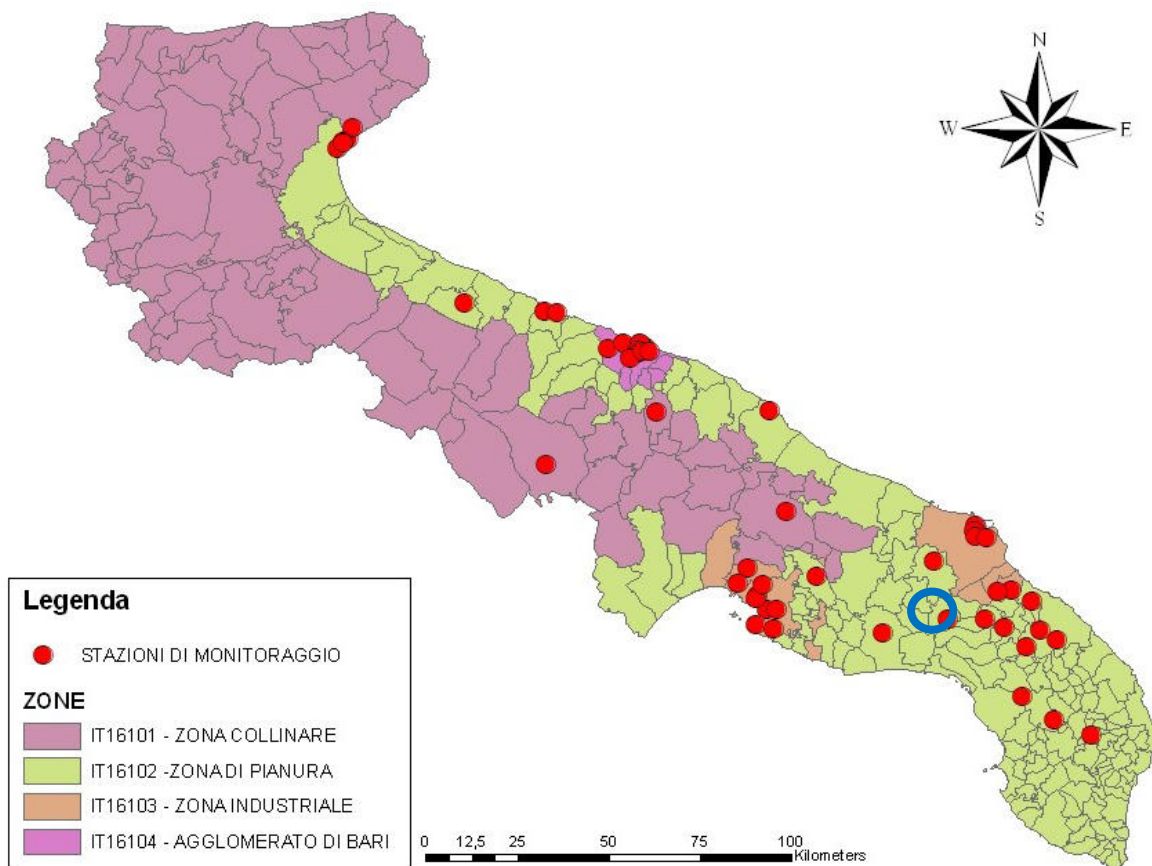 N
W E
S
Legenda
STAZIONI DI MONITORAGGIO
ZONE
IT16101 - ZONA COLLINARE
IT16102 -ZONA DI PIANURA
IT16103 - ZONA INDUSTRIALE
IT16104 - AGGLOMERATO DI BARI
0 12,5 25 50 75 100
Kilometers